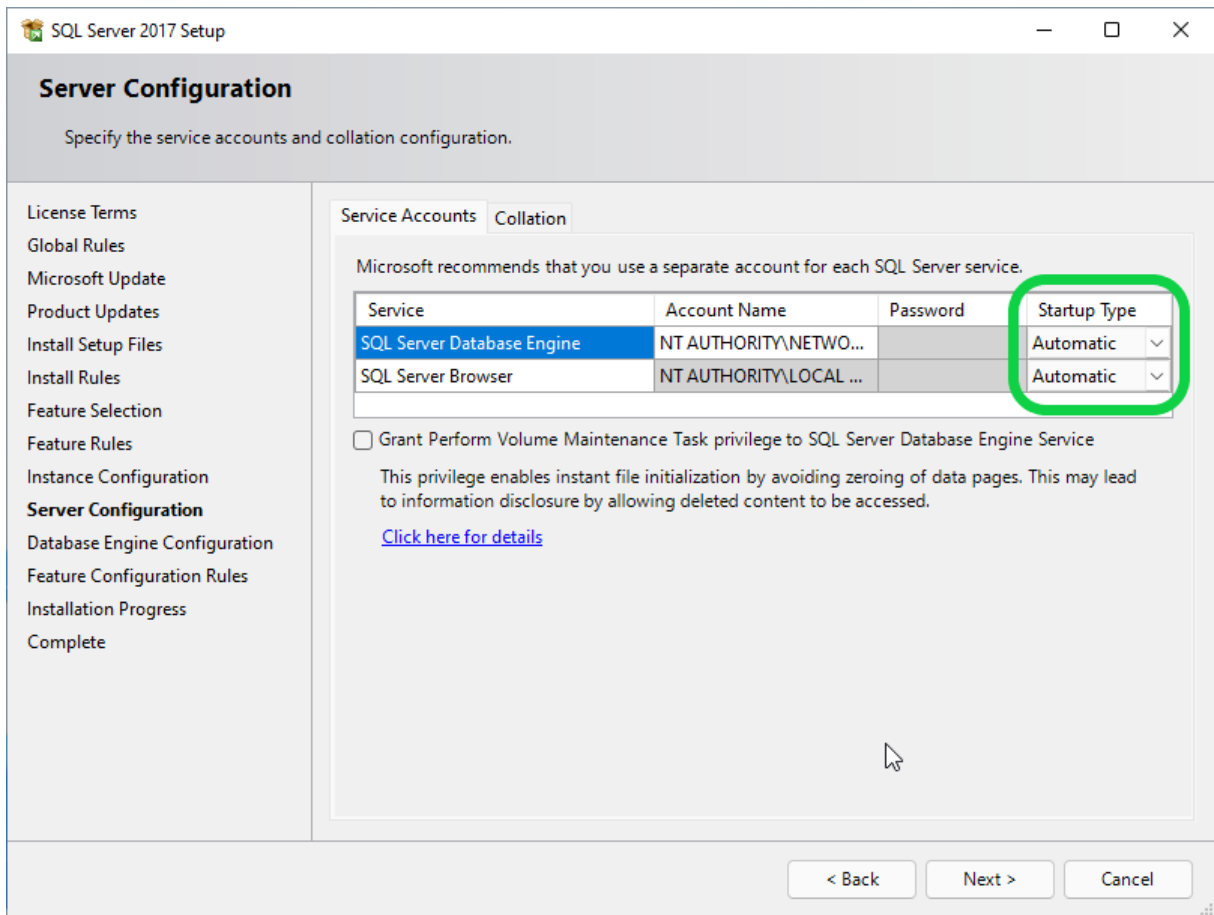 SQL Server 2017 Setup
Server Configuration
Specify the service accounts and collation configuration.
License Terms
Global Rules
Microsoft Update
Product Updates
Install Setup Files
Install Rules
Feature Selection
Feature Rules
Instance Configuration
Server Configuration
Database Engine Configuration
Feature Configuration Rules
Installation Progress
Complete
Service Accounts Collation
Microsoft recommends that you use a separate account for each SQL Server service.
Service Account Name Password Startup Type
SQL Server Database Engine NT AUTHORITY\NETWO... Automatic
SQL Server Browser NT AUTHORITY\LOCAL ... Automatic
Grant Perform Volume Maintenance Task privilege to SQL Server Database Engine Service
This privilege enables instant file initialization by avoiding zeroing of data pages. This may lead
to information disclosure by allowing deleted content to be accessed.
Click here for details
< Back Next > Cancel